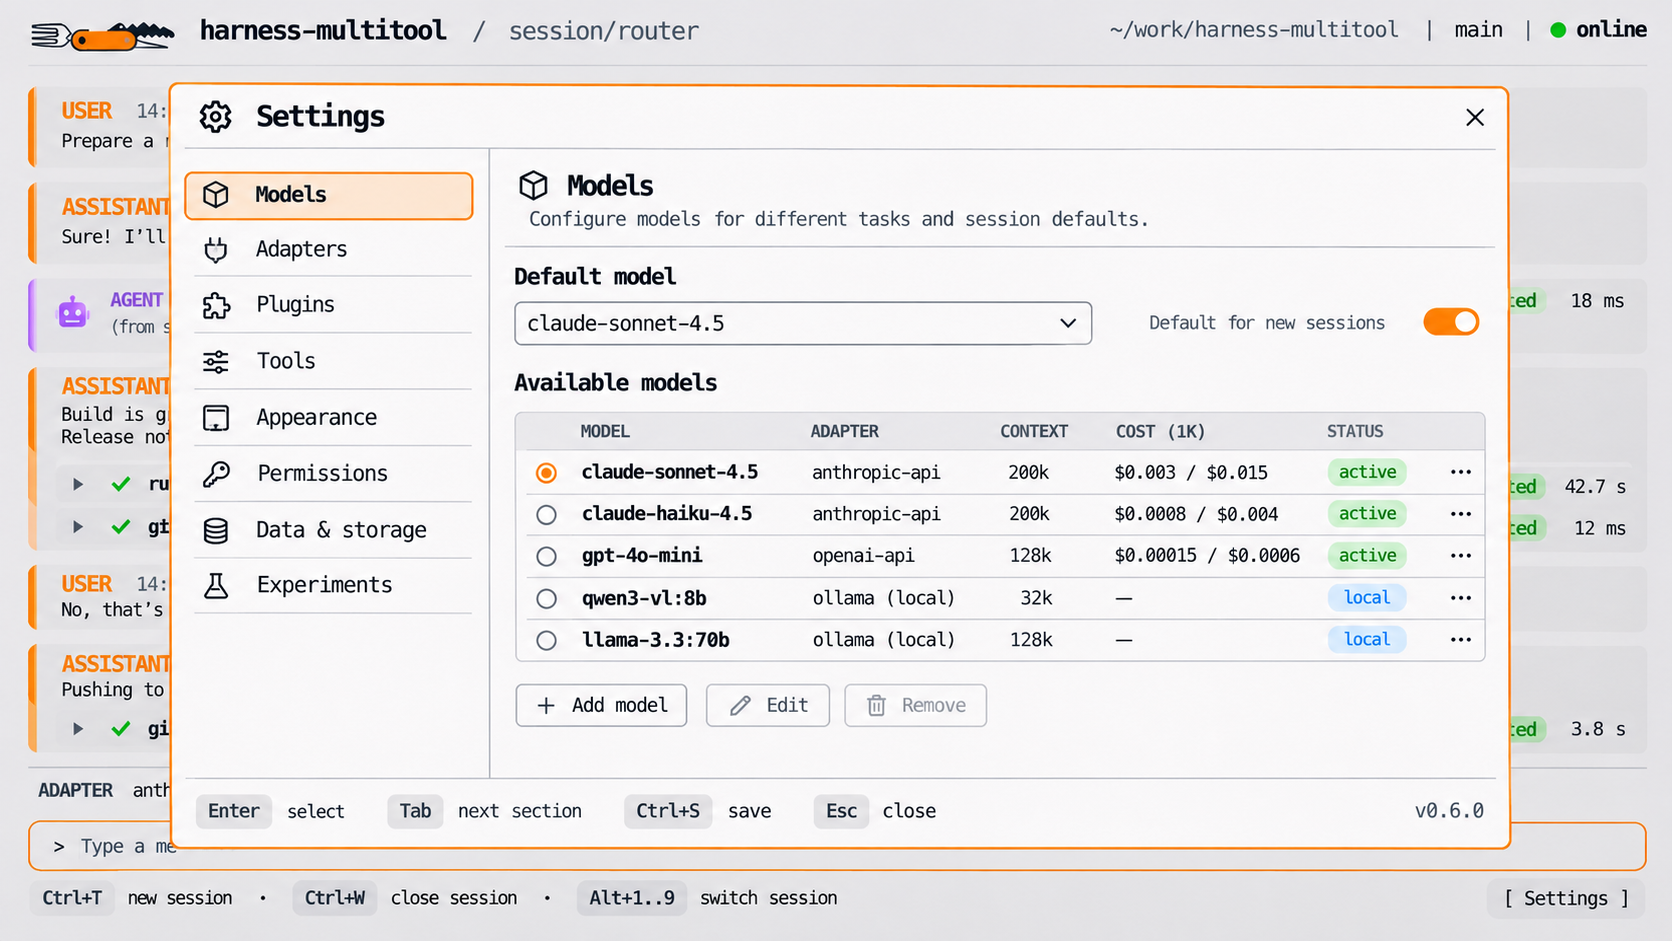 harness-multitool / session/router ~/work/harness-multitool | main | online
USER 14:
Prepare a
ASSISTANT
Sure! I'll
AGENT
(from s
ted 18 ms
ASSISTANT
Build is g
Release not
ru
ted 42.7 s
gi
ted 12 ms
USER 14:
No, that's
ASSISTANT
Pushing to
gi
ted 3.8 s
ADAPTER anth
> Type a me
Settings
Models
Adapters
Plugins
Tools
Appearance
Permissions
Data & storage
Experiments
Models
Configure models for different tasks and session defaults.
Default model
claude-sonnet-4.5
Default for new sessions
Available models
MODEL ADAPTER CONTEXT COST (1K) STATUS
claude-sonnet-4.5 anthropic-api 200k $0.003 / $0.015 active
claude-haiku-4.5 anthropic-api 200k $0.0008 / $0.004 active
gpt-4o-mini openai-api 128k $0.00015 / $0.0006 active
qwen3-vl:8b ollama (local) 32k — local
llama-3.3:70b ollama (local) 128k — local
+ Add model Edit Remove
Enter select Tab next section Ctrl+S save Esc close v0.6.0
Ctrl+T new session · Ctrl+W close session · Alt+1..9 switch session [ Settings ]